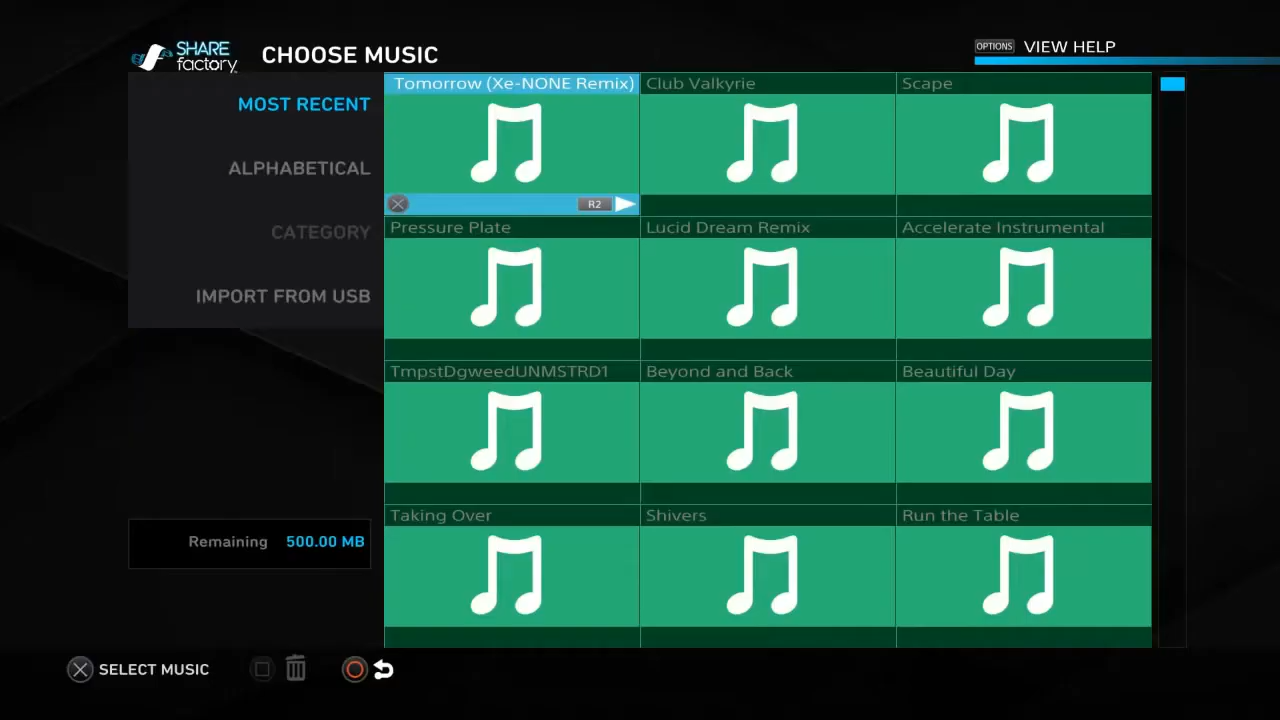 SHARE
factory™
CHOOSE MUSIC
OPTIONS VIEW HELP
MOST RECENT
ALPHABETICAL
CATEGORY
IMPORT FROM USB
Remaining 500.00 MB
Tomorrow (Xe-NONE Remix)
Club Valkyrie
Scape
R2
Pressure Plate
Lucid Dream Remix
Accelerate Instrumental
TmpstDgweedUNMSTRD1
Beyond and Back
Beautiful Day
Taking Over
Shivers
Run the Table
SELECT MUSIC